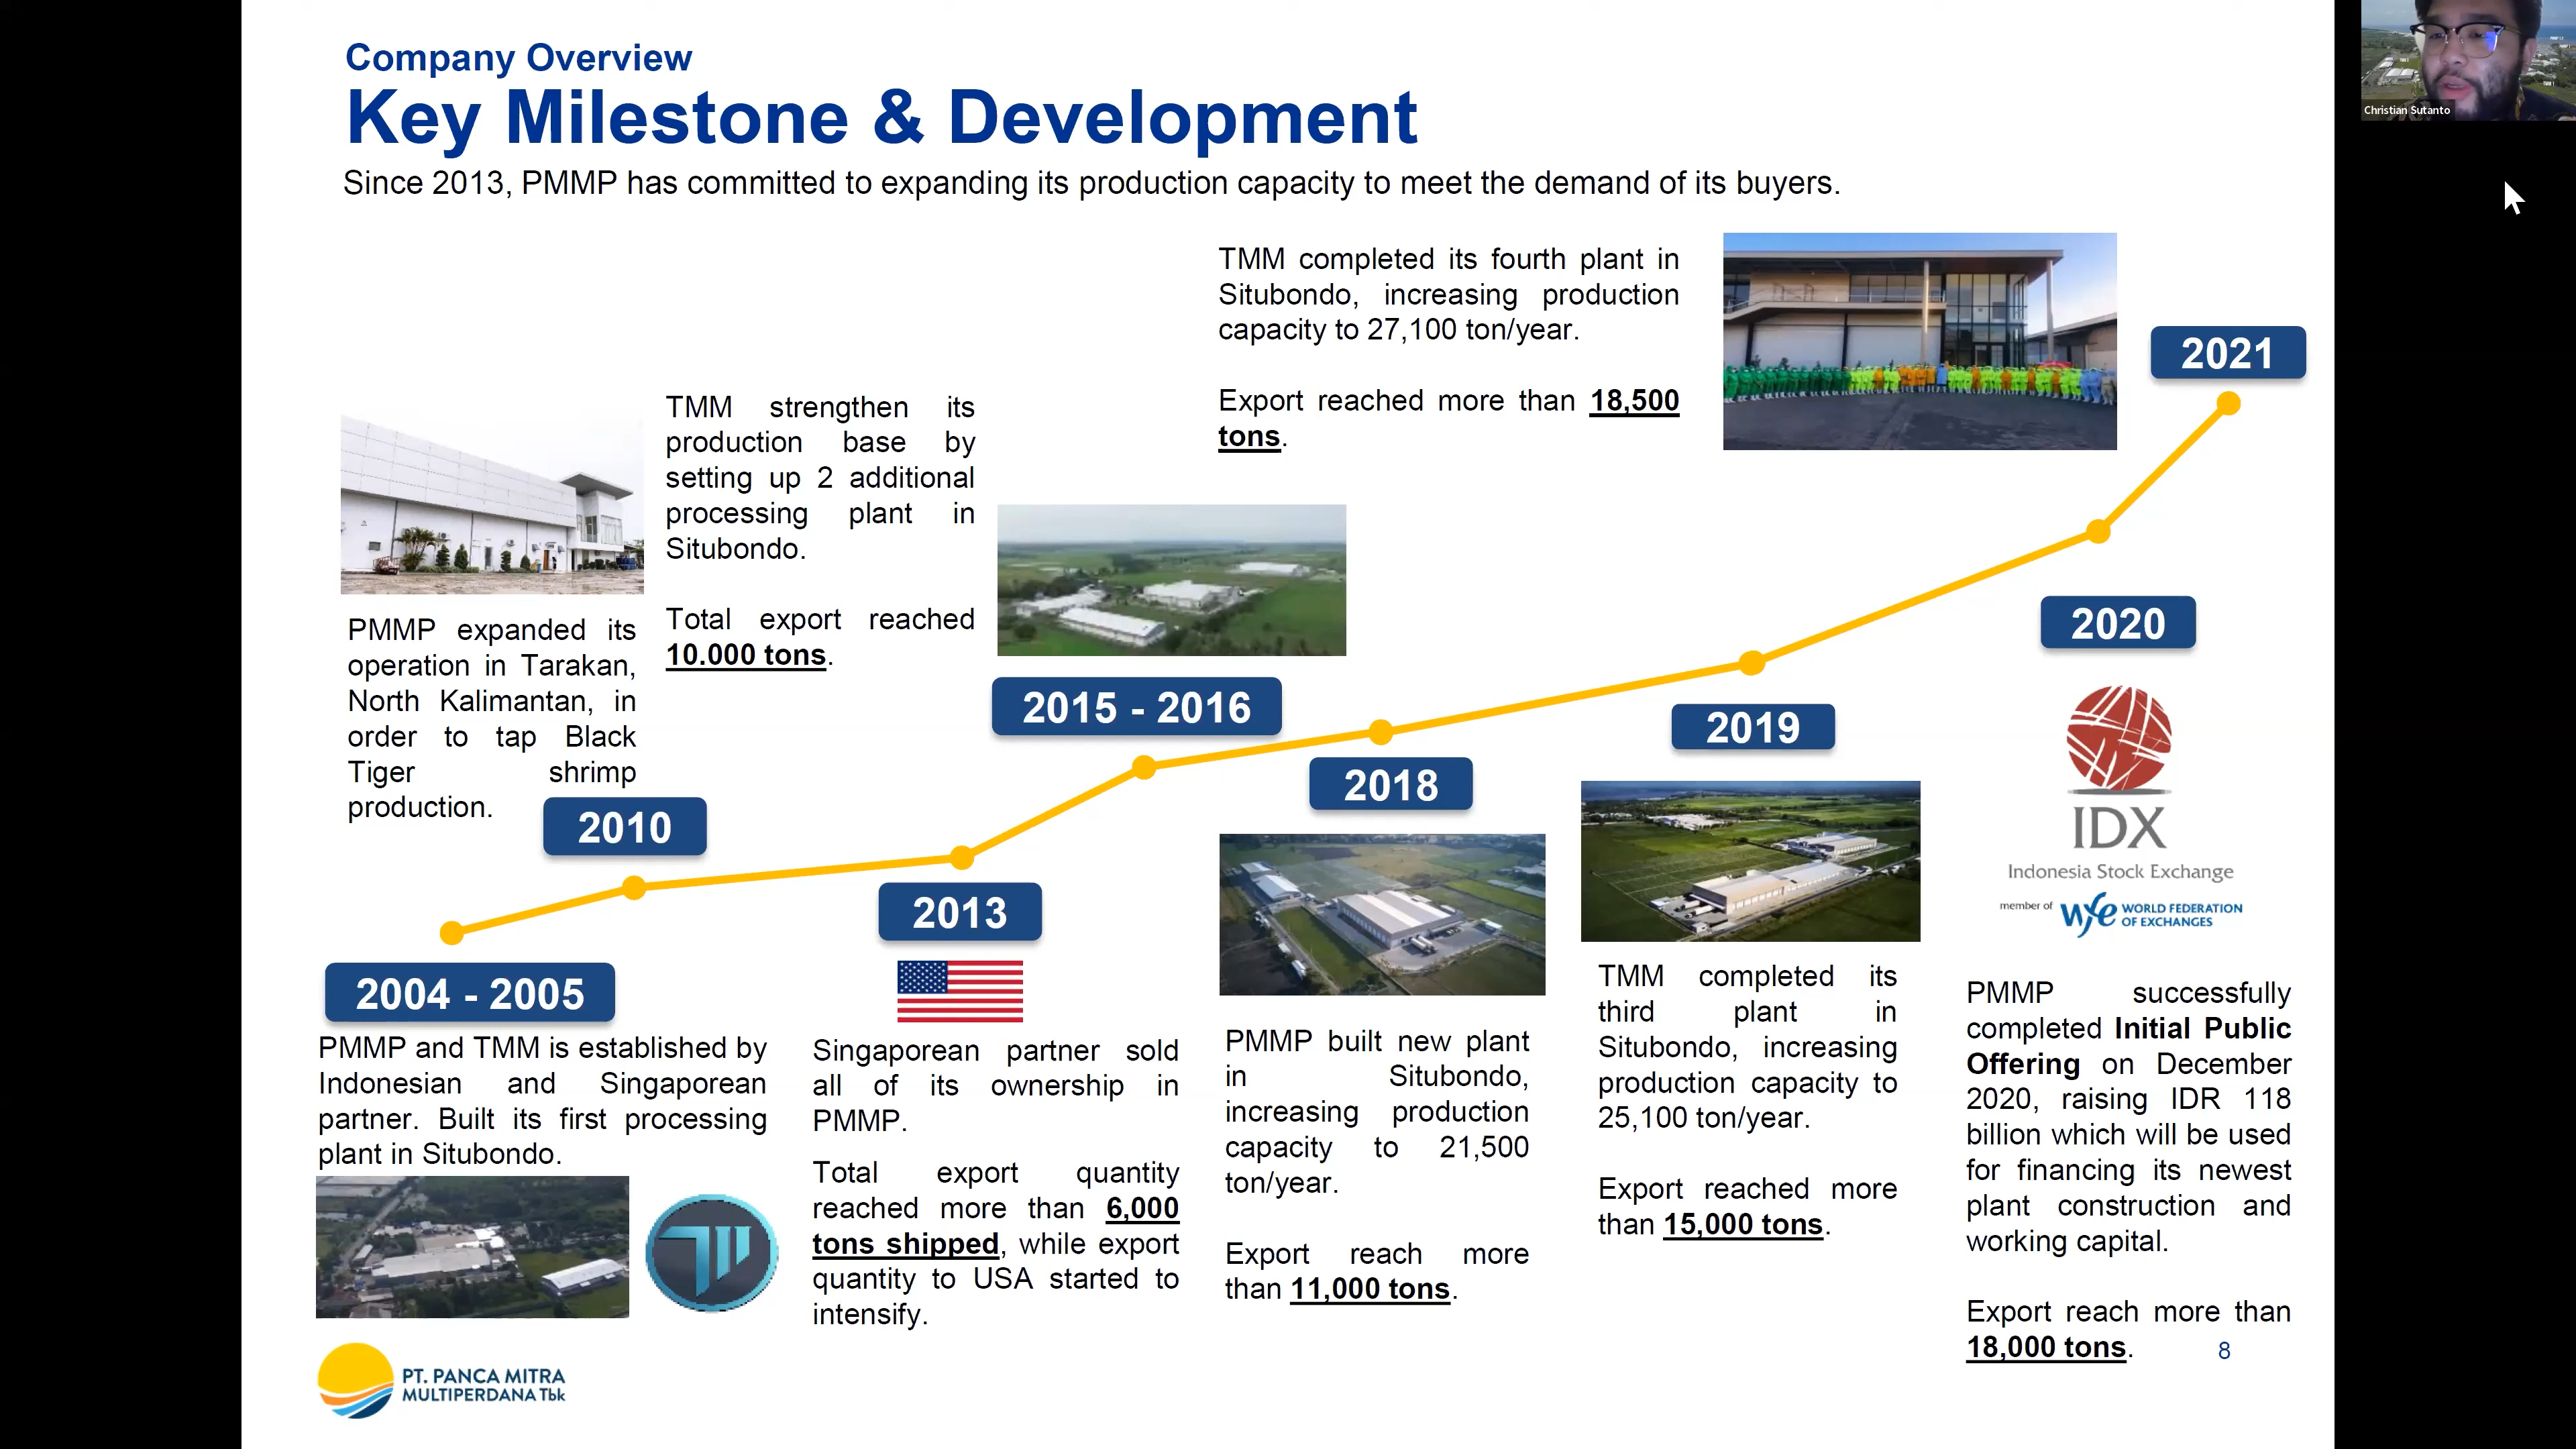 Company Overview
Key Milestone & Development
Since 2013, PMMP has committed to expanding its production capacity to meet the demand of its buyers.
Christian Sutanto
PMMP expanded its
operation in Tarakan,
North Kalimantan, in
order to tap Black
Tiger shrimp
production.
TMM strengthen its
production base by
setting up 2 additional
processing plant in
Situbondo.
Total export reached
10.000 tons.
TMM completed its fourth plant in
Situbondo, increasing production
capacity to 27,100 ton/year.
Export reached more than 18,500
tons.
2021
2020
2019
2018
2015 - 2016
2013
2010
2004 - 2005
PMMP and TMM is established by
Indonesian and Singaporean
partner. Built its first processing
plant in Situbondo.
Singaporean partner sold
all of its ownership in
PMMP.
Total export quantity
reached more than 6,000
tons shipped, while export
quantity to USA started to
intensify.
PMMP built new plant
in Situbondo,
increasing production
capacity to 21,500
ton/year.
Export reach more
than 11,000 tons.
TMM completed its
third plant in
Situbondo, increasing
production capacity to
25,100 ton/year.
Export reached more
than 15,000 tons.
IDX
Indonesia Stock Exchange
member of wfe WORLD FEDERATION
OF EXCHANGES
PMMP successfully
completed Initial Public
Offering on December
2020, raising IDR 118
billion which will be used
for financing its newest
plant construction and
working capital.
Export reach more than
18,000 tons.
8
PT. PANCA MITRA
MULTIPERDANA Tbk